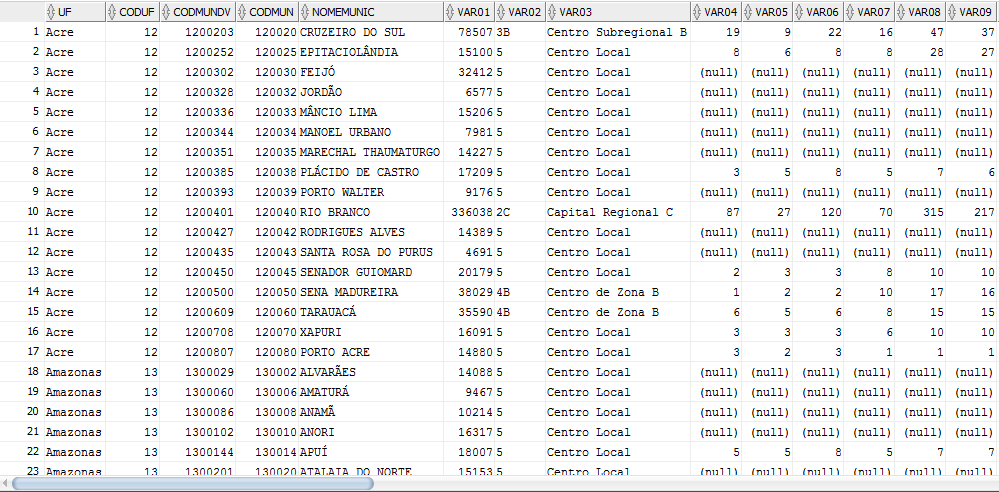 UF CODUF CODMUNDV CODMUN NOMEMUNIC VAR01 VAR02 VAR03 VAR04 VAR05 VAR06 VAR07 VAR08 VAR09
1 Acre 12 1200203 120020 CRUZEIRO DO SUL 78507 3B Centro Subregional B 19 9 22 16 47 37
2 Acre 12 1200252 120025 EPITACIOLÂNDIA 15100 5 Centro Local 8 6 8 8 28 27
3 Acre 12 1200302 120030 FEIJÓ 32412 5 Centro Local (null) (null) (null) (null) (null) (null)
4 Acre 12 1200328 120032 JORDÃO 6577 5 Centro Local (null) (null) (null) (null) (null) (null)
5 Acre 12 1200336 120033 MÂNCIO LIMA 15206 5 Centro Local (null) (null) (null) (null) (null) (null)
6 Acre 12 1200344 120034 MANOEL URBANO 7981 5 Centro Local (null) (null) (null) (null) (null) (null)
7 Acre 12 1200351 120035 MARECHAL THAUMATURGO 14227 5 Centro Local (null) (null) (null) (null) (null) (null)
8 Acre 12 1200385 120038 PLÁCIDO DE CASTRO 17209 5 Centro Local 3 5 8 5 7 6
9 Acre 12 1200393 120039 PORTO WALTER 9176 5 Centro Local (null) (null) (null) (null) (null) (null)
10 Acre 12 1200401 120040 RIO BRANCO 336038 2C Capital Regional C 87 27 120 70 315 217
11 Acre 12 1200427 120042 RODRIGUES ALVES 14389 5 Centro Local (null) (null) (null) (null) (null) (null)
12 Acre 12 1200435 120043 SANTA ROSA DO PURUS 4691 5 Centro Local (null) (null) (null) (null) (null) (null)
13 Acre 12 1200450 120045 SENADOR GUIOMARD 20179 5 Centro Local 2 3 3 8 10 10
14 Acre 12 1200500 120050 SENA MADUREIRA 38029 4B Centro de Zona B 1 2 2 10 17 16
15 Acre 12 1200609 120060 TARAUACÁ 35590 4B Centro de Zona B 6 5 6 8 15 15
16 Acre 12 1200708 120070 XAPURI 16091 5 Centro Local 3 3 3 6 10 10
17 Acre 12 1200807 120080 PORTO ACRE 14880 5 Centro Local 3 2 3 1 1 1
18 Amazonas 13 1300029 130002 ALVARÃES 14088 5 Centro Local (null) (null) (null) (null) (null) (null)
19 Amazonas 13 1300060 130006 AMATURÁ 9467 5 Centro Local (null) (null) (null) (null) (null) (null)
20 Amazonas 13 1300086 130008 ANAMÃ 10214 5 Centro Local (null) (null) (null) (null) (null) (null)
21 Amazonas 13 1300102 130010 ANORI 16317 5 Centro Local (null) (null) (null) (null) (null) (null)
22 Amazonas 13 1300144 130014 APUÍ 18007 5 Centro Local 5 5 8 5 7 7
23 Amazonas 13 1300201 130020 ATALAIA DO NORTE 15153 5 Centro Local (null) (null) (null) (null) (null) (null)